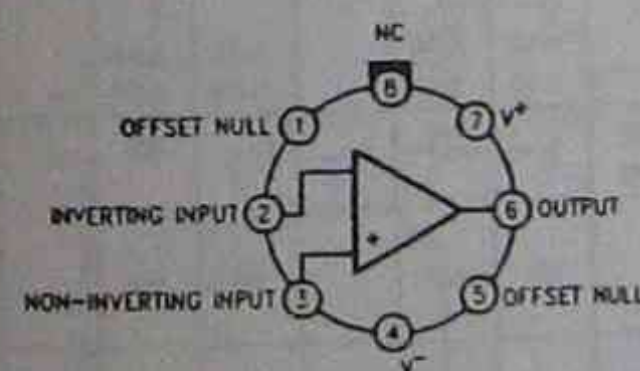 NC
8
OFFSET NULL 1
7 V+
INVERTING INPUT 2
6 OUTPUT
+
NON-INVERTING INPUT 3
5 OFFSET NULL
4
V-